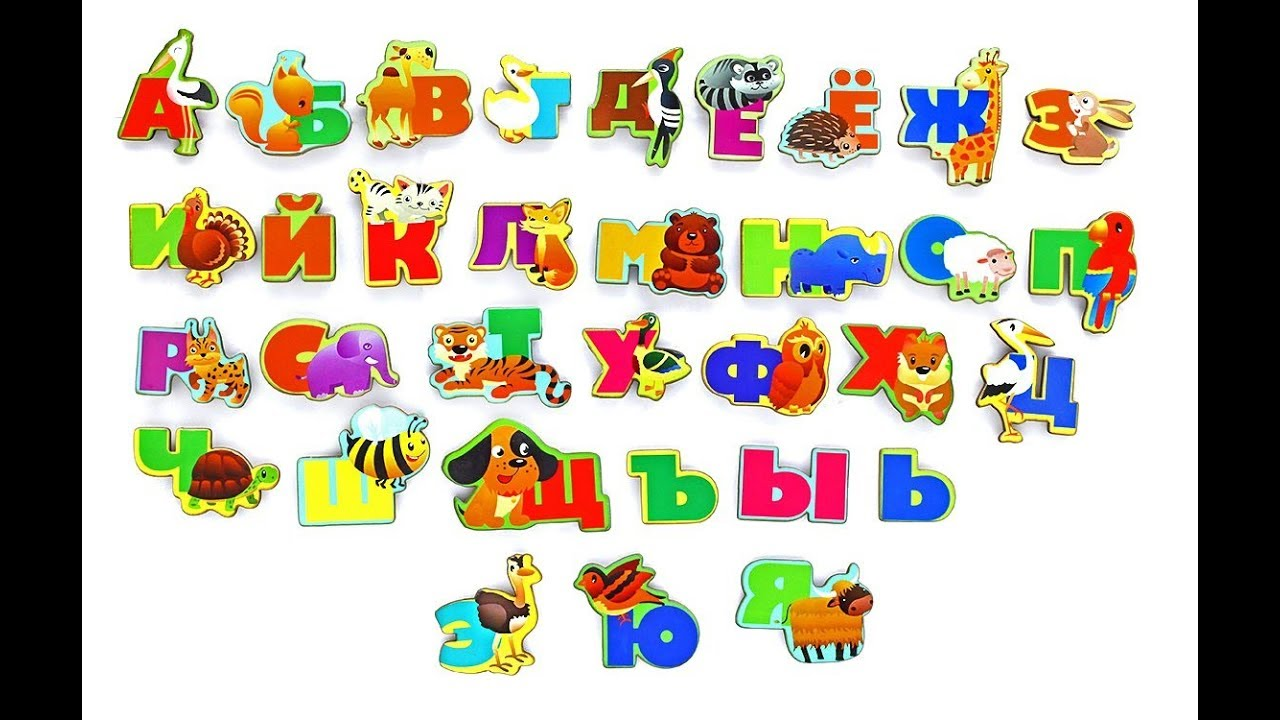 А Б В Г Д Е Ё Ж З
И Й К Л М Н О П
Р С Т У Ф Х Ц
Ч Ш Щ Ъ Ы Ь
Э Ю Я